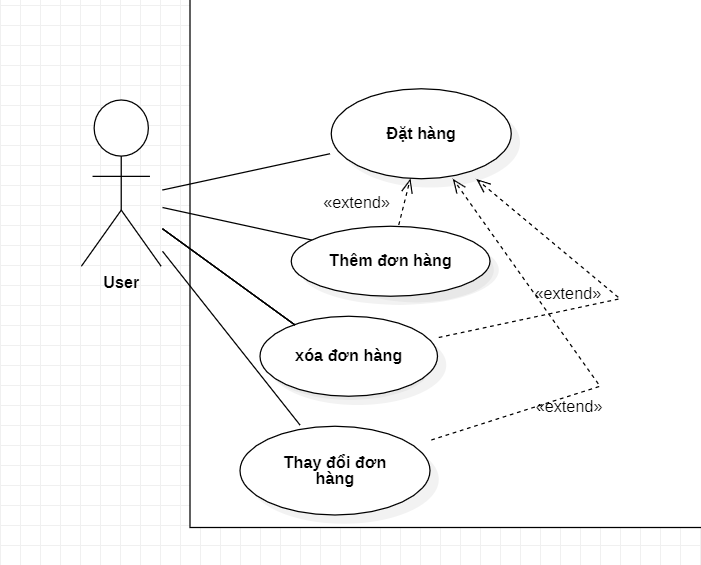 Đặt hàng
«extend»
Thêm đơn hàng
User
«extend»
xóa đơn hàng
«extend»
Thay đổi đơn
hàng